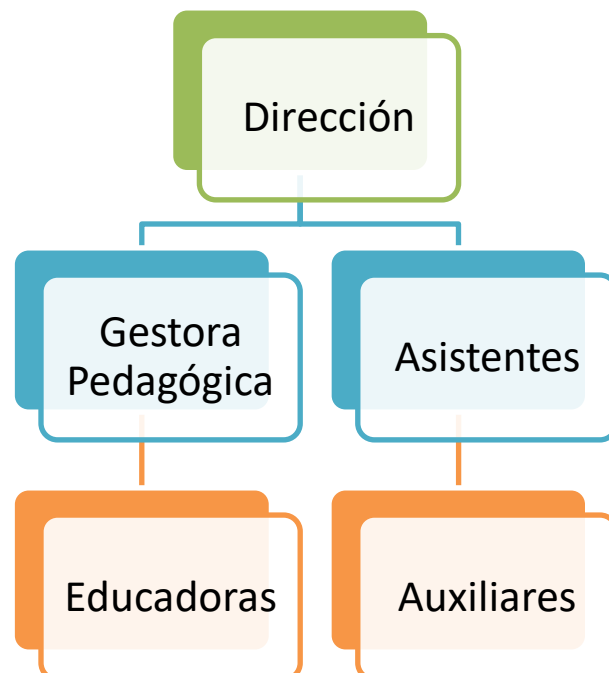 Dirección
Gestora
Pedagógica
Asistentes
Educadoras
Auxiliares